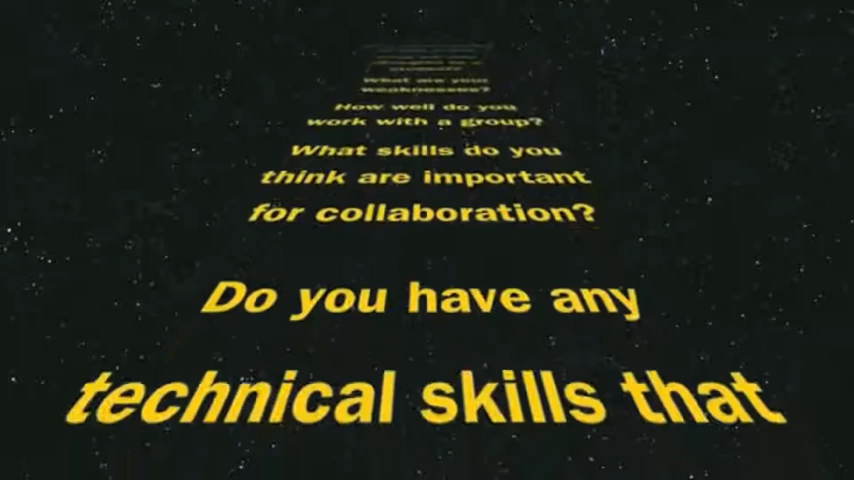 What are your
weaknesses?
How well do you
work with a group?
What skills do you
think are important
for collaboration?
Do you have any
technical skills that